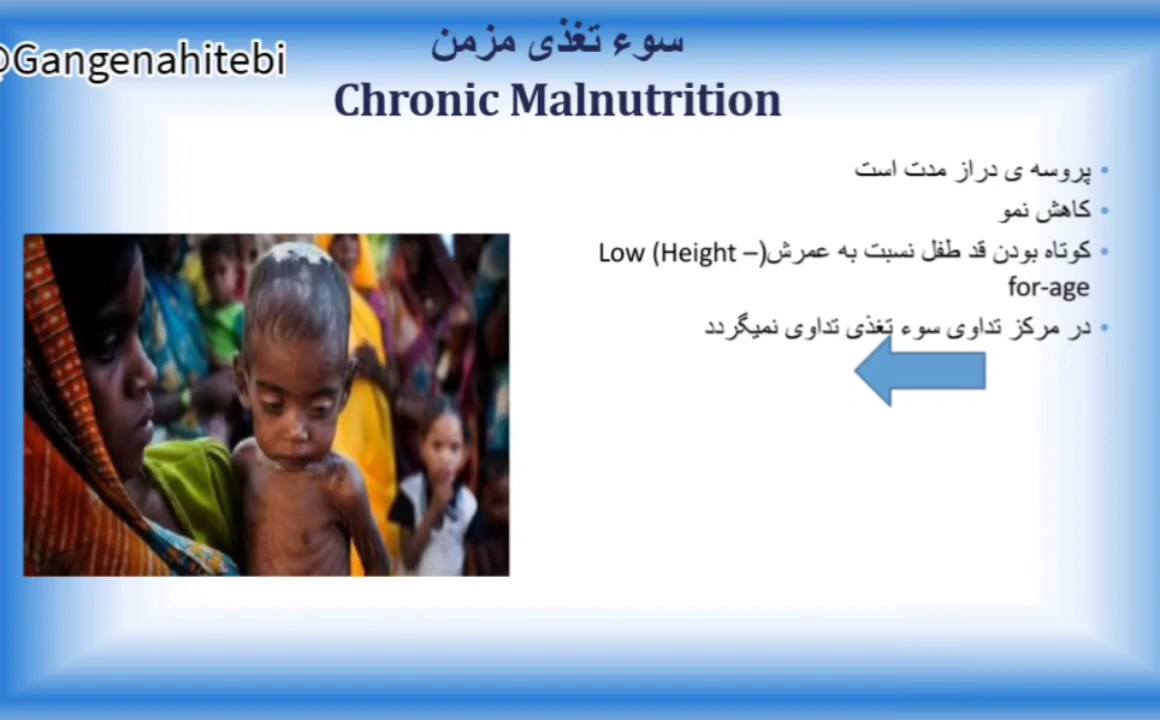 @Gangenahitebi
سوء تغذی مزمن
Chronic Malnutrition
• پروسه ی دراز مدت است
• کاهش نمو
• کوتاه بودن قد طفل نسبت به عمرش(– Low (Height
for-age
• در مرکز تداوی سوء تغذی تداوی نمیگردد